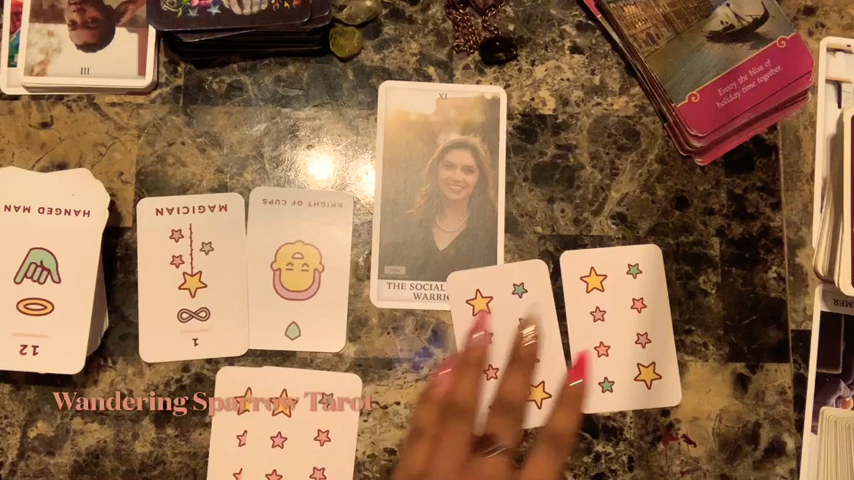 III
Enjoy the bliss of
holiday time together.
XI
THE SOCIAL
WARRI
HANGED MAN
12
MAGICIAN
1
KNIGHT OF CUPS
Wandering Sparrow Tarot